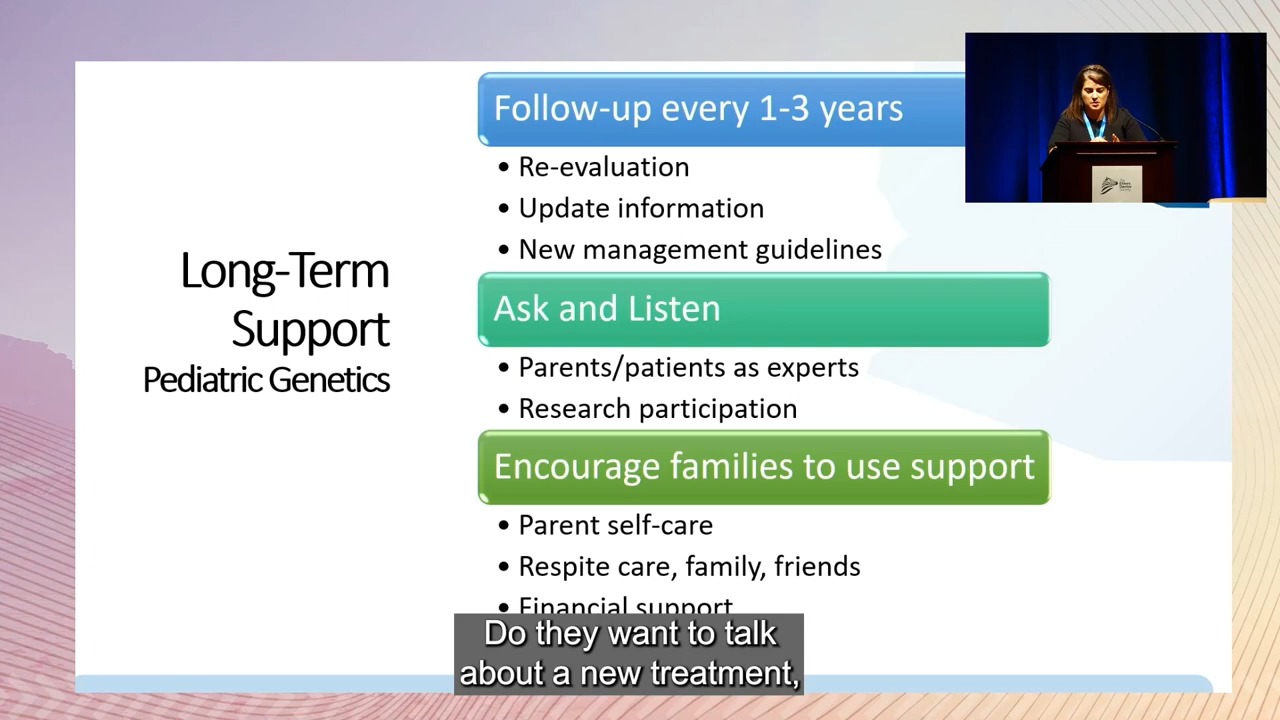 Long-Term
Support
Pediatric Genetics
Follow-up every 1-3 years
• Re-evaluation
• Update information
• New management guidelines
Ask and Listen
• Parents/patients as experts
• Research participation
Encourage families to use support
• Parent self-care
• Respite care, family, friends
• Financial support
Do they want to talk
about a new treatment,